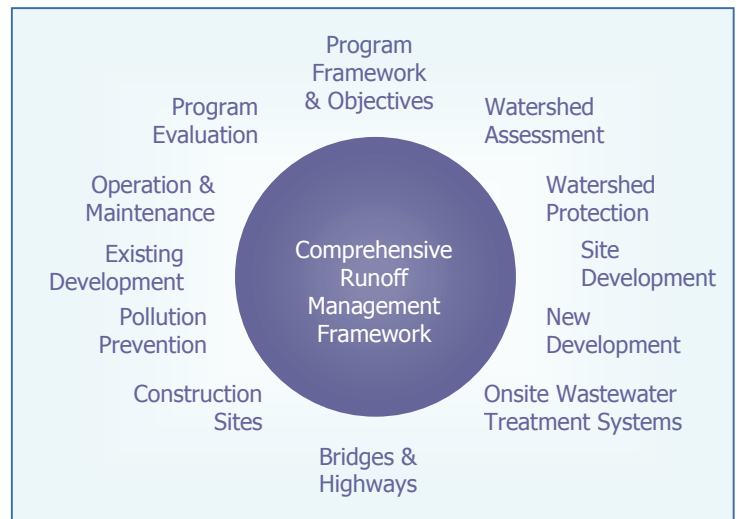 Program
Framework
& Objectives
Watershed
Assessment
Watershed
Protection
Site
Development
New
Development
Onsite Wastewater
Treatment Systems
Bridges &
Highways
Construction
Sites
Pollution
Prevention
Existing
Development
Operation &
Maintenance
Program
Evaluation
Comprehensive
Runoff
Management
Framework